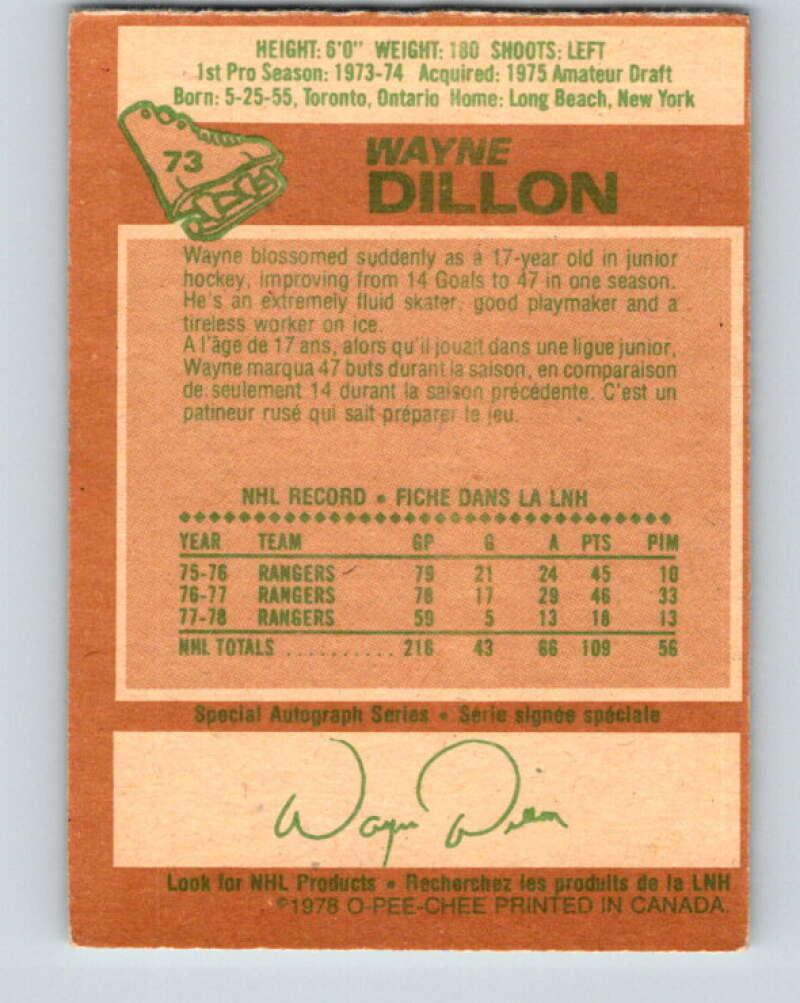 HEIGHT: 6'0" WEIGHT: 180 SHOOTS: LEFT
1st Pro Season: 1973-74 Acquired: 1975 Amateur Draft
Born: 5-25-55, Toronto, Ontario Home: Long Beach, New York
73
WAYNE
DILLON
Wayne blossomed suddenly as a 17-year old in junior
hockey, improving from 14 Goals to 47 in one season.
He's an extremely fluid skater, good playmaker and a
tireless worker on ice.
A l'âge de 17 ans, alors qu'il jouait dans une ligue junior,
Wayne marqua 47 buts durant la saison, en comparaison
de seulement 14 durant la saison précédente. C'est un
patineur rusé qui sait préparer le jeu.
NHL RECORD • FICHE DANS LA LNH
YEAR TEAM GP G A PTS PIM
75-76 RANGERS 79 21 24 45 10
76-77 RANGERS 78 17 29 46 33
77-78 RANGERS 59 5 13 18 13
NHL TOTALS .......... 216 43 66 109 56
Special Autograph Series • Série signée spéciale
Wayne Dillon
Look for NHL Products • Recherchez les produits de la LNH
©1978 O-PEE-CHEE PRINTED IN CANADA.